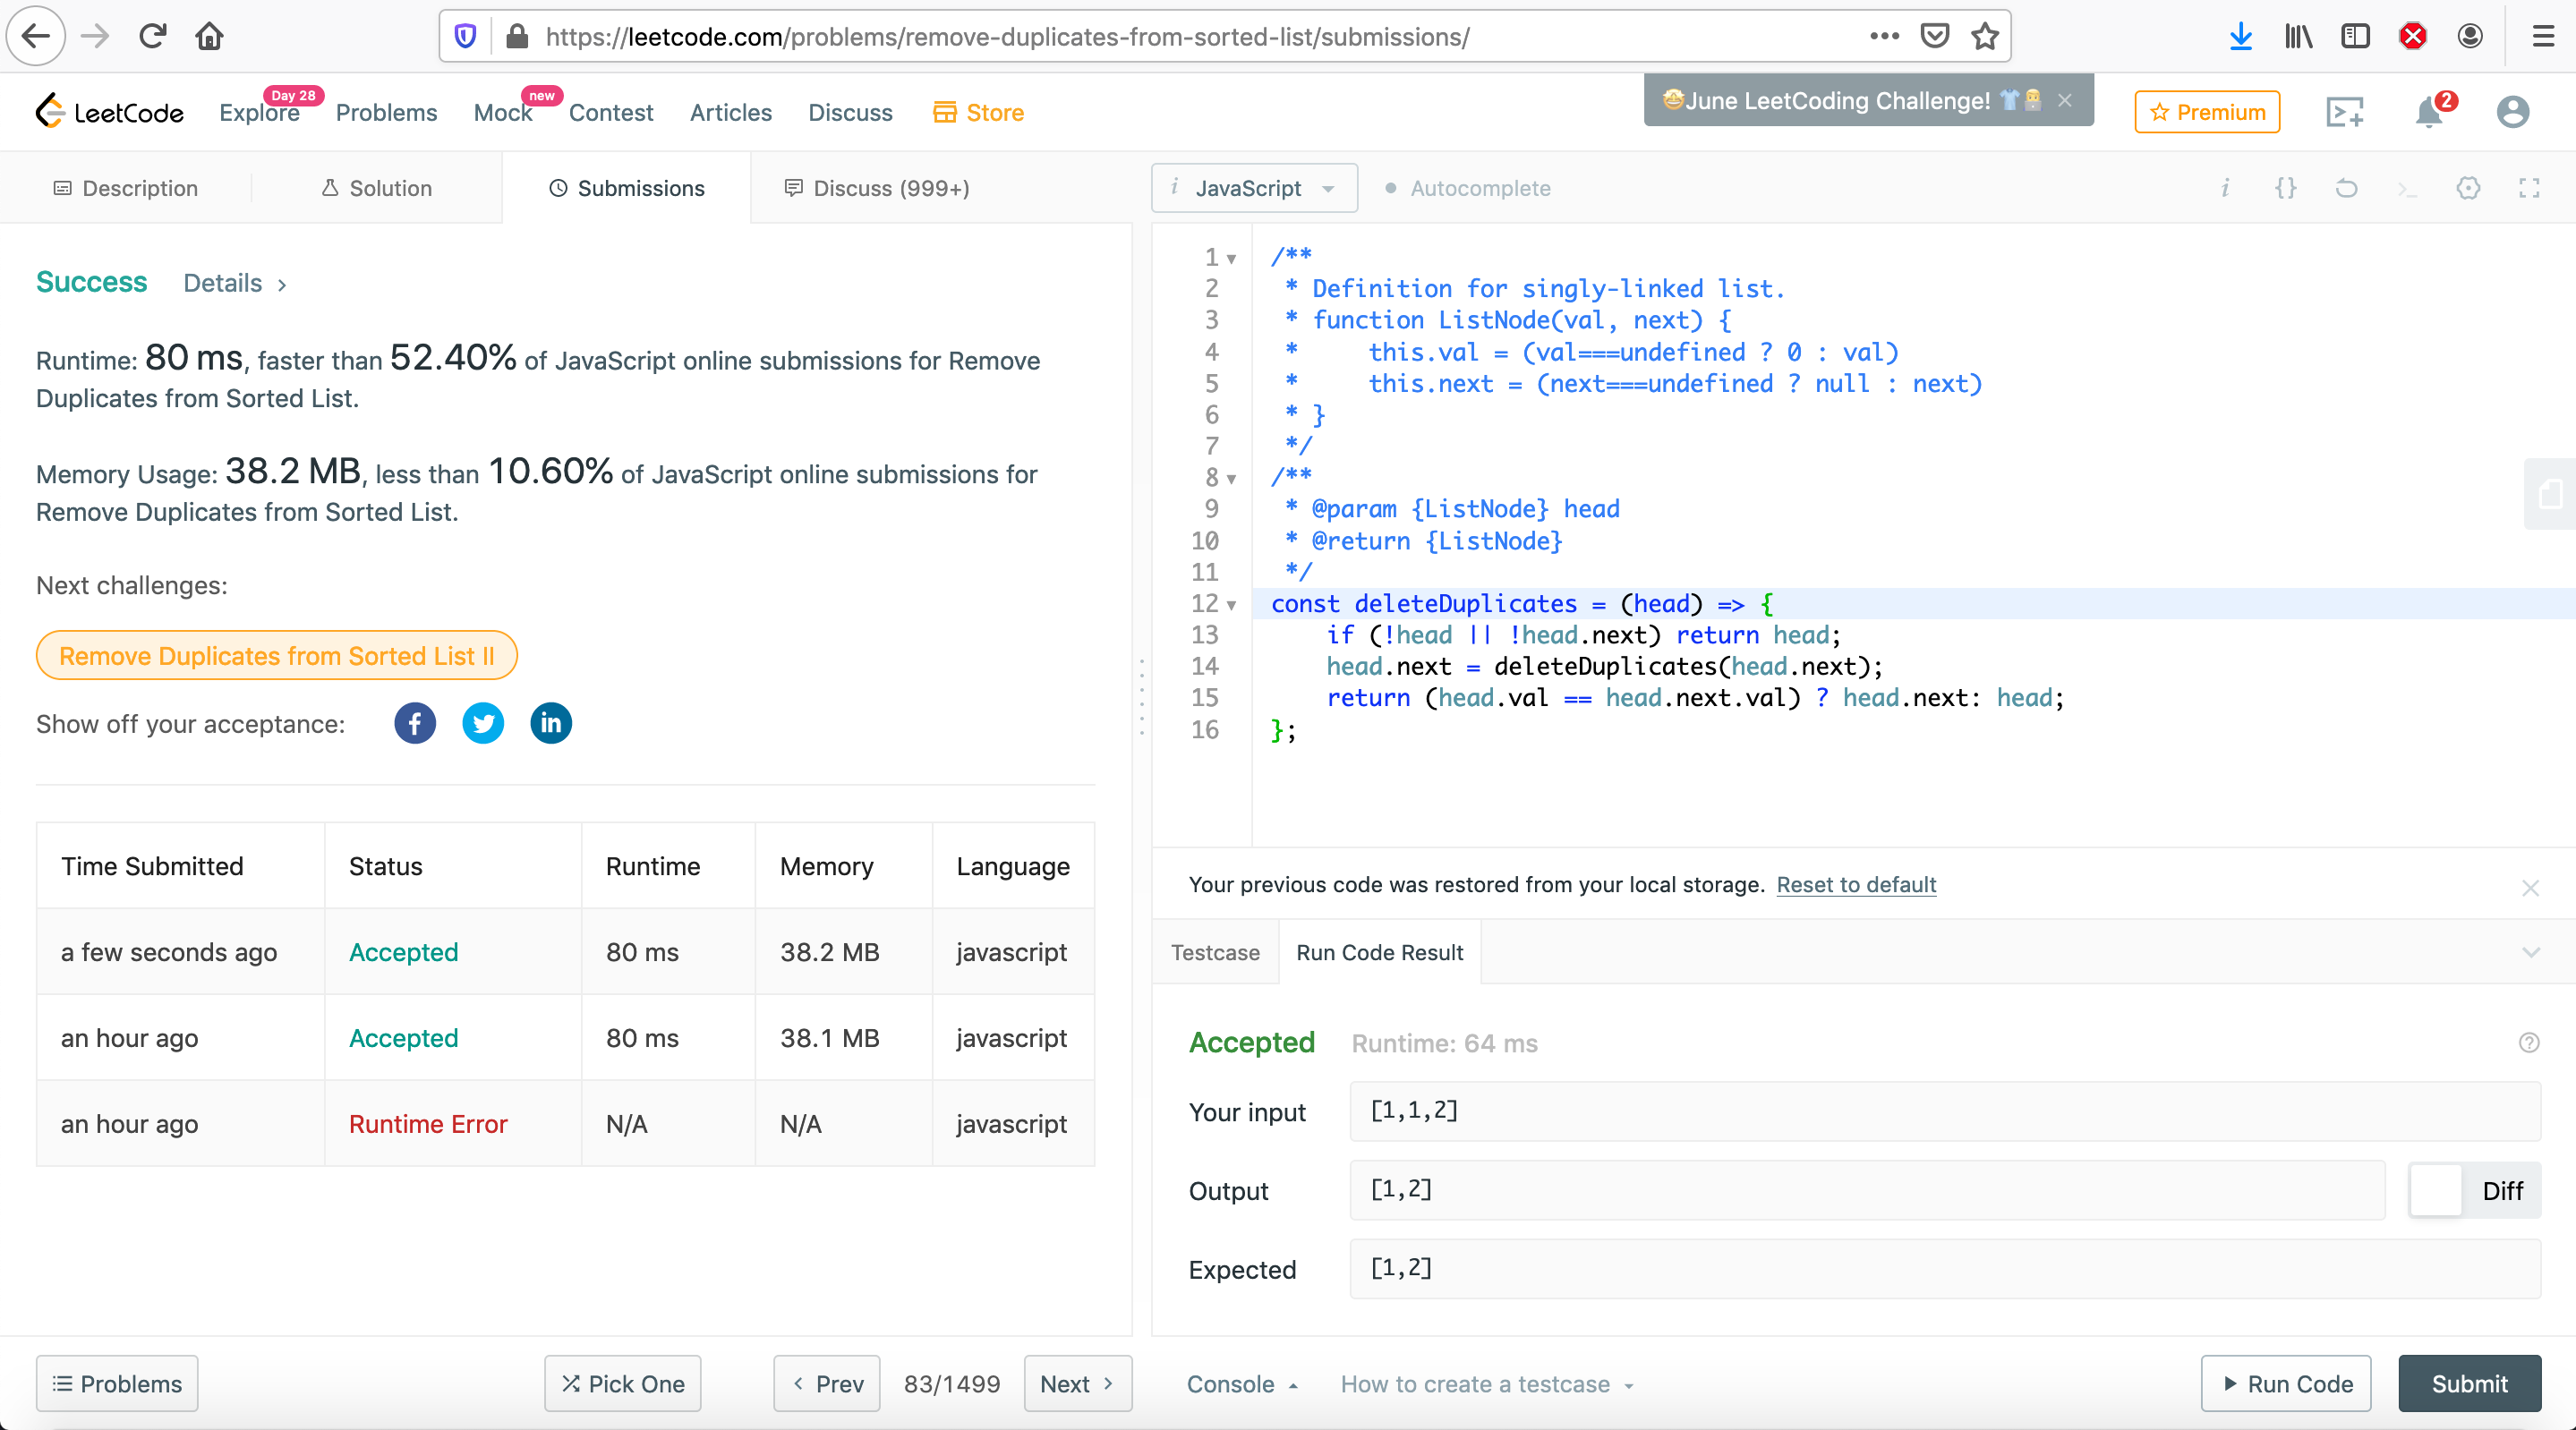 https://leetcode.com/problems/remove-duplicates-from-sorted-list/submissions/
LeetCode
Explore
Day 28
Problems
Mock
new
Contest
Articles
Discuss
Store
🤩June LeetCoding Challenge! 👕
Premium
2
Description
Solution
Submissions
Discuss (999+)
i JavaScript
Autocomplete
i {} >_
Success Details >
Runtime: 80 ms, faster than 52.40% of JavaScript online submissions for Remove
Duplicates from Sorted List.
Memory Usage: 38.2 MB, less than 10.60% of JavaScript online submissions for
Remove Duplicates from Sorted List.
Next challenges:
Remove Duplicates from Sorted List II
Show off your acceptance:
f
in
Time Submitted Status Runtime Memory Language
a few seconds ago Accepted 80 ms 38.2 MB javascript
an hour ago Accepted 80 ms 38.1 MB javascript
an hour ago Runtime Error N/A N/A javascript
1 /**
2  * Definition for singly-linked list.
3  * function ListNode(val, next) {
4  *     this.val = (val===undefined ? 0 : val)
5  *     this.next = (next===undefined ? null : next)
6  * }
7  */
8 /**
9  * @param {ListNode} head
10  * @return {ListNode}
11  */
12 const deleteDuplicates = (head) => {
13     if (!head || !head.next) return head;
14     head.next = deleteDuplicates(head.next);
15     return (head.val == head.next.val) ? head.next: head;
16 };
Your previous code was restored from your local storage. Reset to default
Testcase
Run Code Result
Accepted Runtime: 64 ms
Your input [1,1,2]
Output [1,2]
Diff
Expected [1,2]
Problems
Pick One
< Prev
83/1499
Next >
Console
How to create a testcase
Run Code
Submit